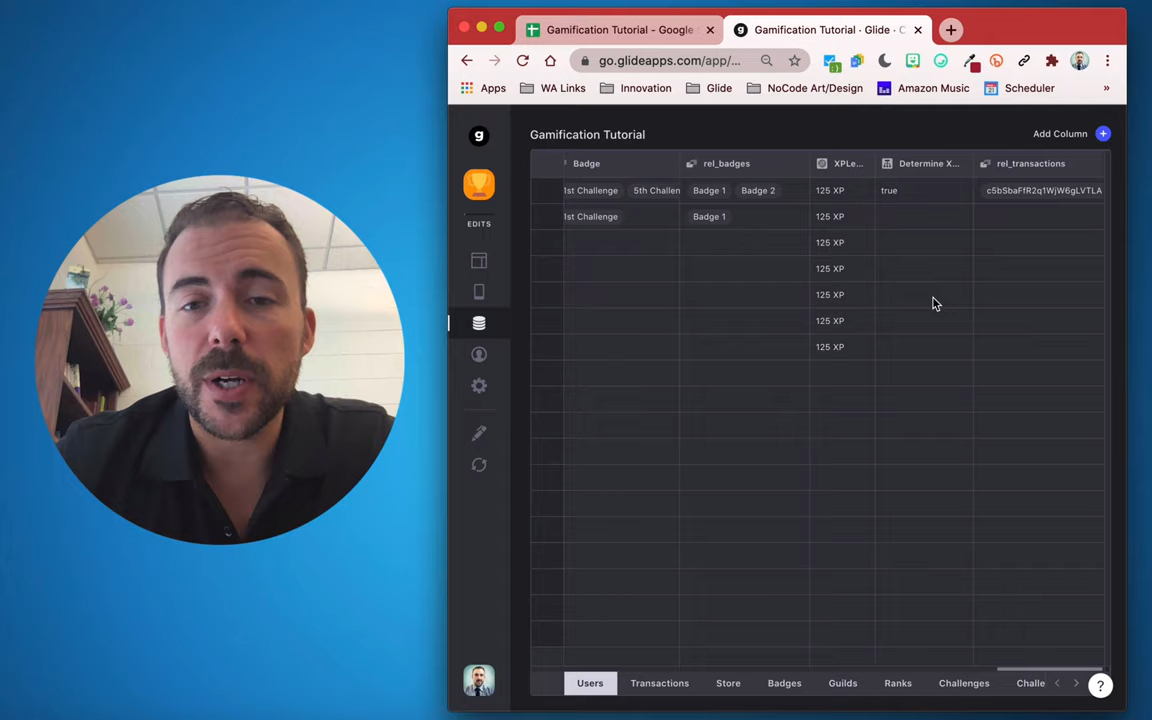 Gamification Tutorial - Google
Gamification Tutorial · Glide ·
go.glideapps.com/app/...
Apps
WA Links
Innovation
Glide
NoCode Art/Design
Amazon Music
Scheduler
»
g
Gamification Tutorial
Add Column
EDITS
Badge
rel_badges
XPLe...
Determine X...
rel_transactions
1st Challenge
5th Challen
Badge 1
Badge 2
125 XP
true
c5bSbaFfR2q1WjW6gLVTLA
1st Challenge
Badge 1
125 XP
125 XP
125 XP
125 XP
125 XP
125 XP
Users
Transactions
Store
Badges
Guilds
Ranks
Challenges
Challe
?